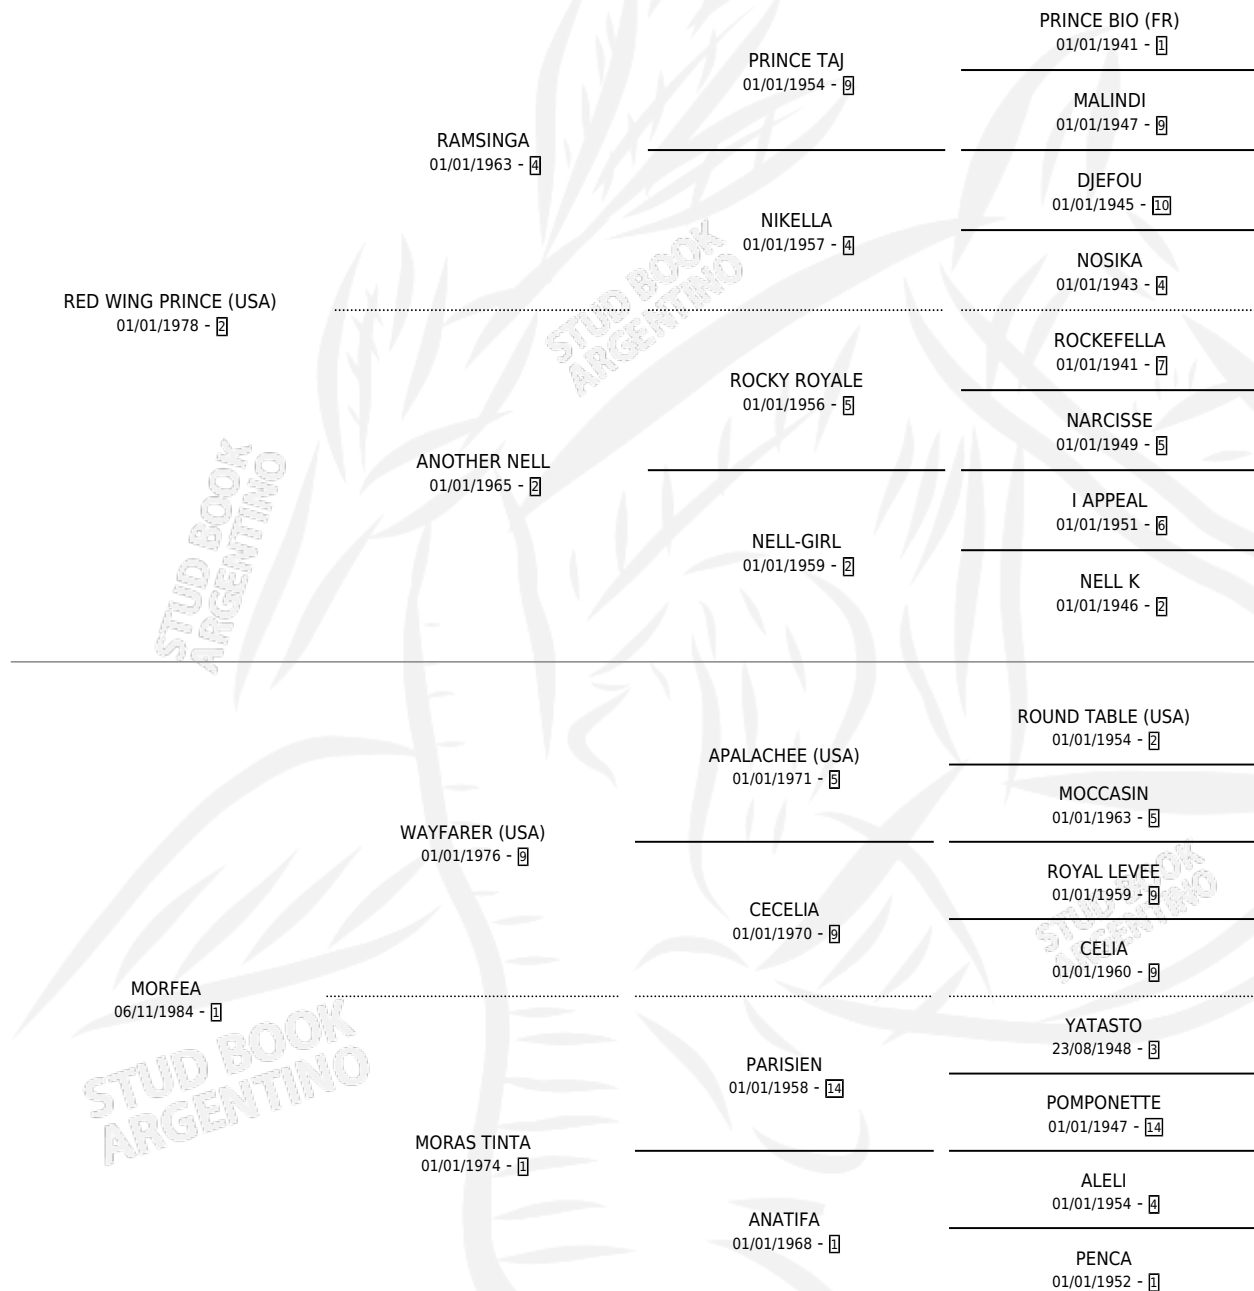 PRINCE BIO (FR)
01/01/1941 - 1
PRINCE TAJ
01/01/1954 - 9
MALINDI
01/01/1947 - 9
RAMSINGA
01/01/1963 - 4
DJEFOU
01/01/1945 - 10
NIKELLA
01/01/1957 - 4
NOSIKA
01/01/1943 - 4
RED WING PRINCE (USA)
01/01/1978 - 2
ROCKEFELLA
01/01/1941 - 7
ROCKY ROYALE
01/01/1956 - 5
NARCISSE
01/01/1949 - 5
ANOTHER NELL
01/01/1965 - 2
I APPEAL
01/01/1951 - 6
NELL-GIRL
01/01/1959 - 2
NELL K
01/01/1946 - 2
STUD BOOK
ARGENTINO
STUD BOOK
ARGENTINO
ROUND TABLE (USA)
01/01/1954 - 2
APALACHEE (USA)
01/01/1971 - 5
MOCCASIN
01/01/1963 - 5
WAYFARER (USA)
01/01/1976 - 9
ROYAL LEVEE
01/01/1959 - 9
CECELIA
01/01/1970 - 9
CELIA
01/01/1960 - 9
MORFEA
06/11/1984 - 1
YATASTO
23/08/1948 - 3
PARISIEN
01/01/1958 - 14
POMPONETTE
01/01/1947 - 14
MORAS TINTA
01/01/1974 - 1
ALELI
01/01/1954 - 4
ANATIFA
01/01/1968 - 1
PENCA
01/01/1952 - 1
STUD BOOK
ARGENTINO
STUD BOOK
ARGENTINO